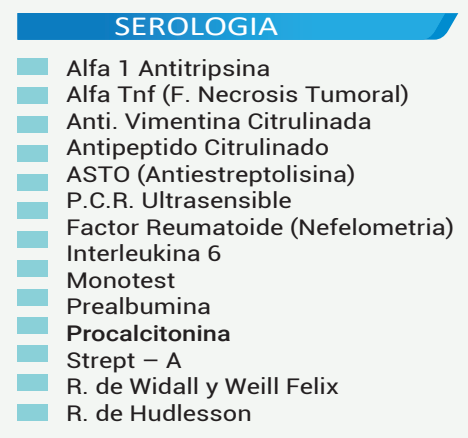 SEROLOGIA
Alfa 1 Antitripsina
Alfa Tnf (F. Necrosis Tumoral)
Anti. Vimentina Citrulinada
Antipeptido Citrulinado
ASTO (Antiestreptolisina)
P.C.R. Ultrasensible
Factor Reumatoide (Nefelometria)
Interleukina 6
Monotest
Prealbumina
Procalcitonina
Strept – A
R. de Widall y Weill Felix
R. de Hudlesson